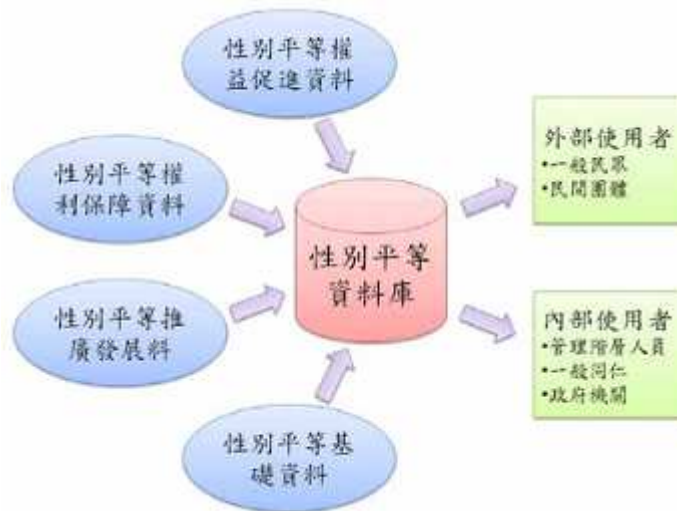 性別平等權
益促進資料
性別平等權
利保障資料
性別平等推
廣發展料
性別平等基
礎資料
性別平等
資料庫
外部使用者
•一般民眾
•民間團體
內部使用者
•管理階層人員
•一般同仁
•政府機關